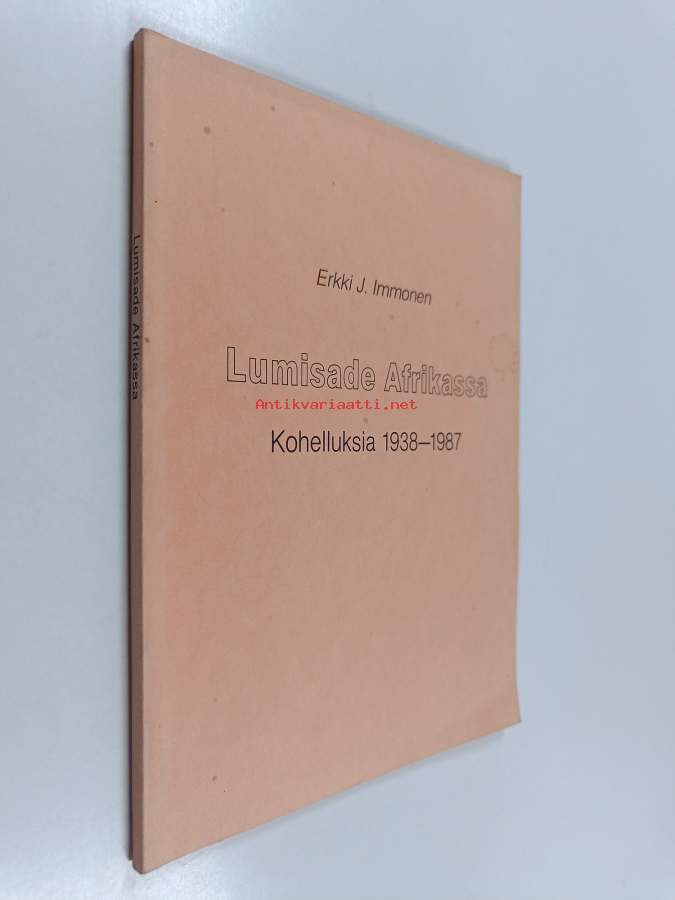 Lumisade Afrikassa
Erkki J. Immonen
Lumisade Afrikassa
Antikvariaatti.net
Kohelluksia 1938–1987